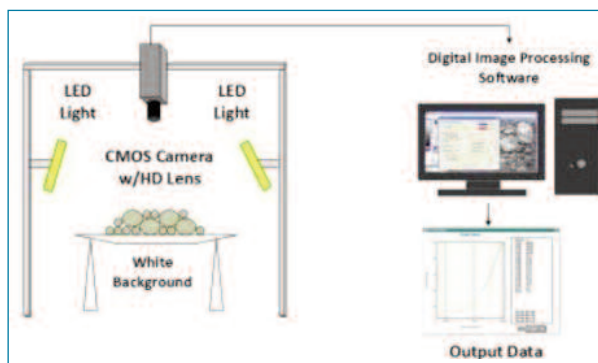 Digital Image Processing
Software
LED
Light
LED
Light
CMOS Camera
w/HD Lens
White
Background
Output Data